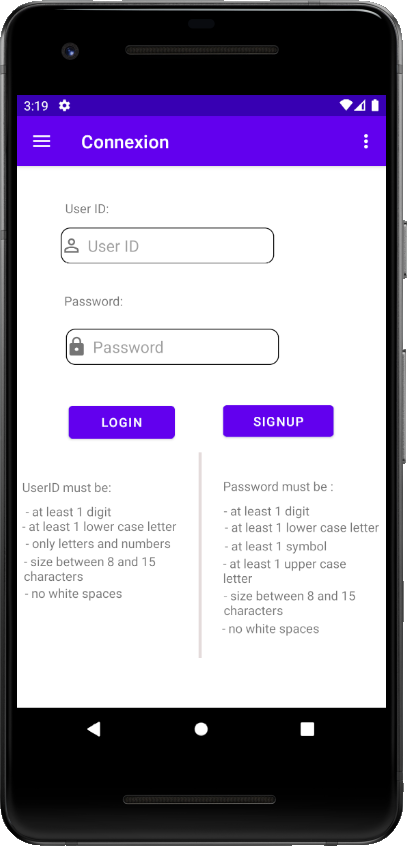 3:19
Connexion
User ID:
User ID
Password:
Password
LOGIN
SIGNUP
UserID must be:
- at least 1 digit
- at least 1 lower case letter
- only letters and numbers
- size between 8 and 15
characters
- no white spaces
Password must be :
- at least 1 digit
- at least 1 lower case letter
- at least 1 symbol
- at least 1 upper case
letter
- size between 8 and 15
characters
- no white spaces